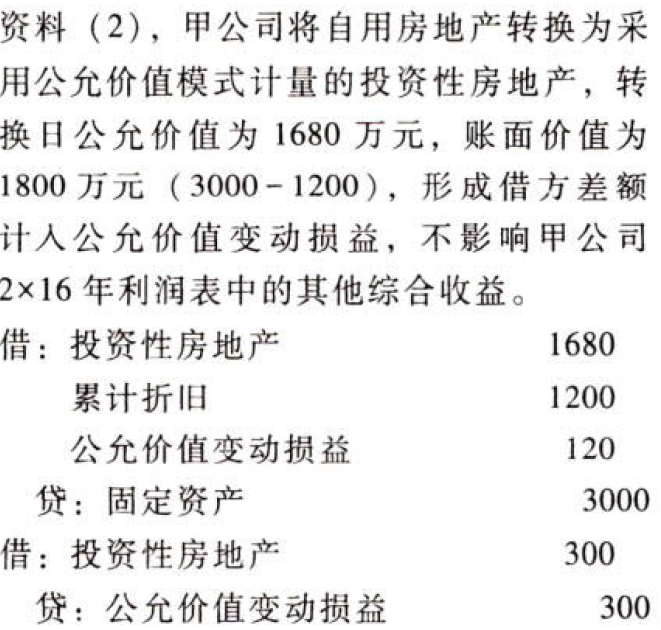 资料（2），甲公司将自用房地产转换为采
用公允价值模式计量的投资性房地产，转
换日公允价值为 1680 万元，账面价值为
1800 万元（3000－1200），形成借方差额
计入公允价值变动损益，不影响甲公司
2×16 年利润表中的其他综合收益。
借：投资性房地产 1680
累计折旧 1200
公允价值变动损益 120
贷：固定资产 3000
借：投资性房地产 300
贷：公允价值变动损益 300